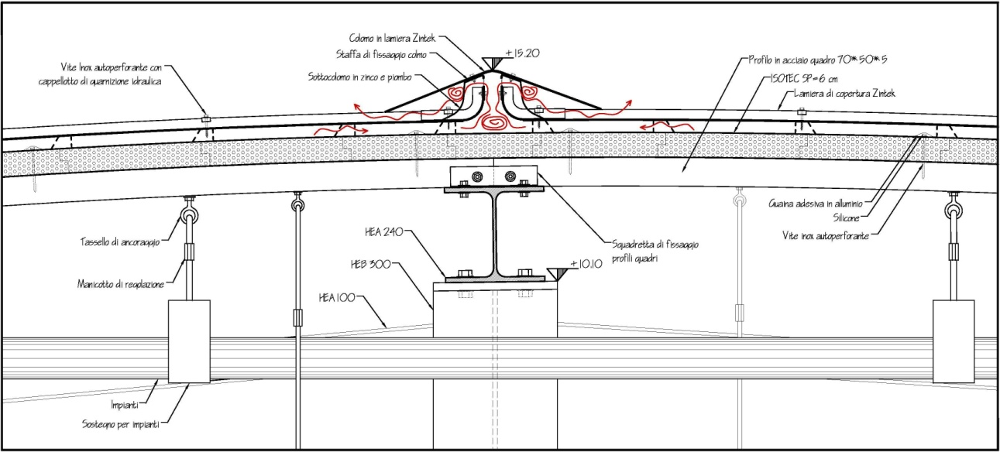 Colomo in lamiera Zintek
Staffa di fissaggio colmo
Sottocolomo in zinco e piombo
+15.20
Vite Inox autoperforante con
cappellotto di guarnizione idraulica
Profilo in acciaio quadro 70*50*5
ISOTEC SP=6 cm
Lamiera di copertura Zintek
Guaina adesiva in alluminio
Silicone
Vite inox autoperforante
Tassello di ancoraggio
HEA 240
Squadretta di fissaggio
profili quadri
HEB 300
+10.10
Manicotto di regolazione
HEA 100
Impianti
Sostegno per impianti